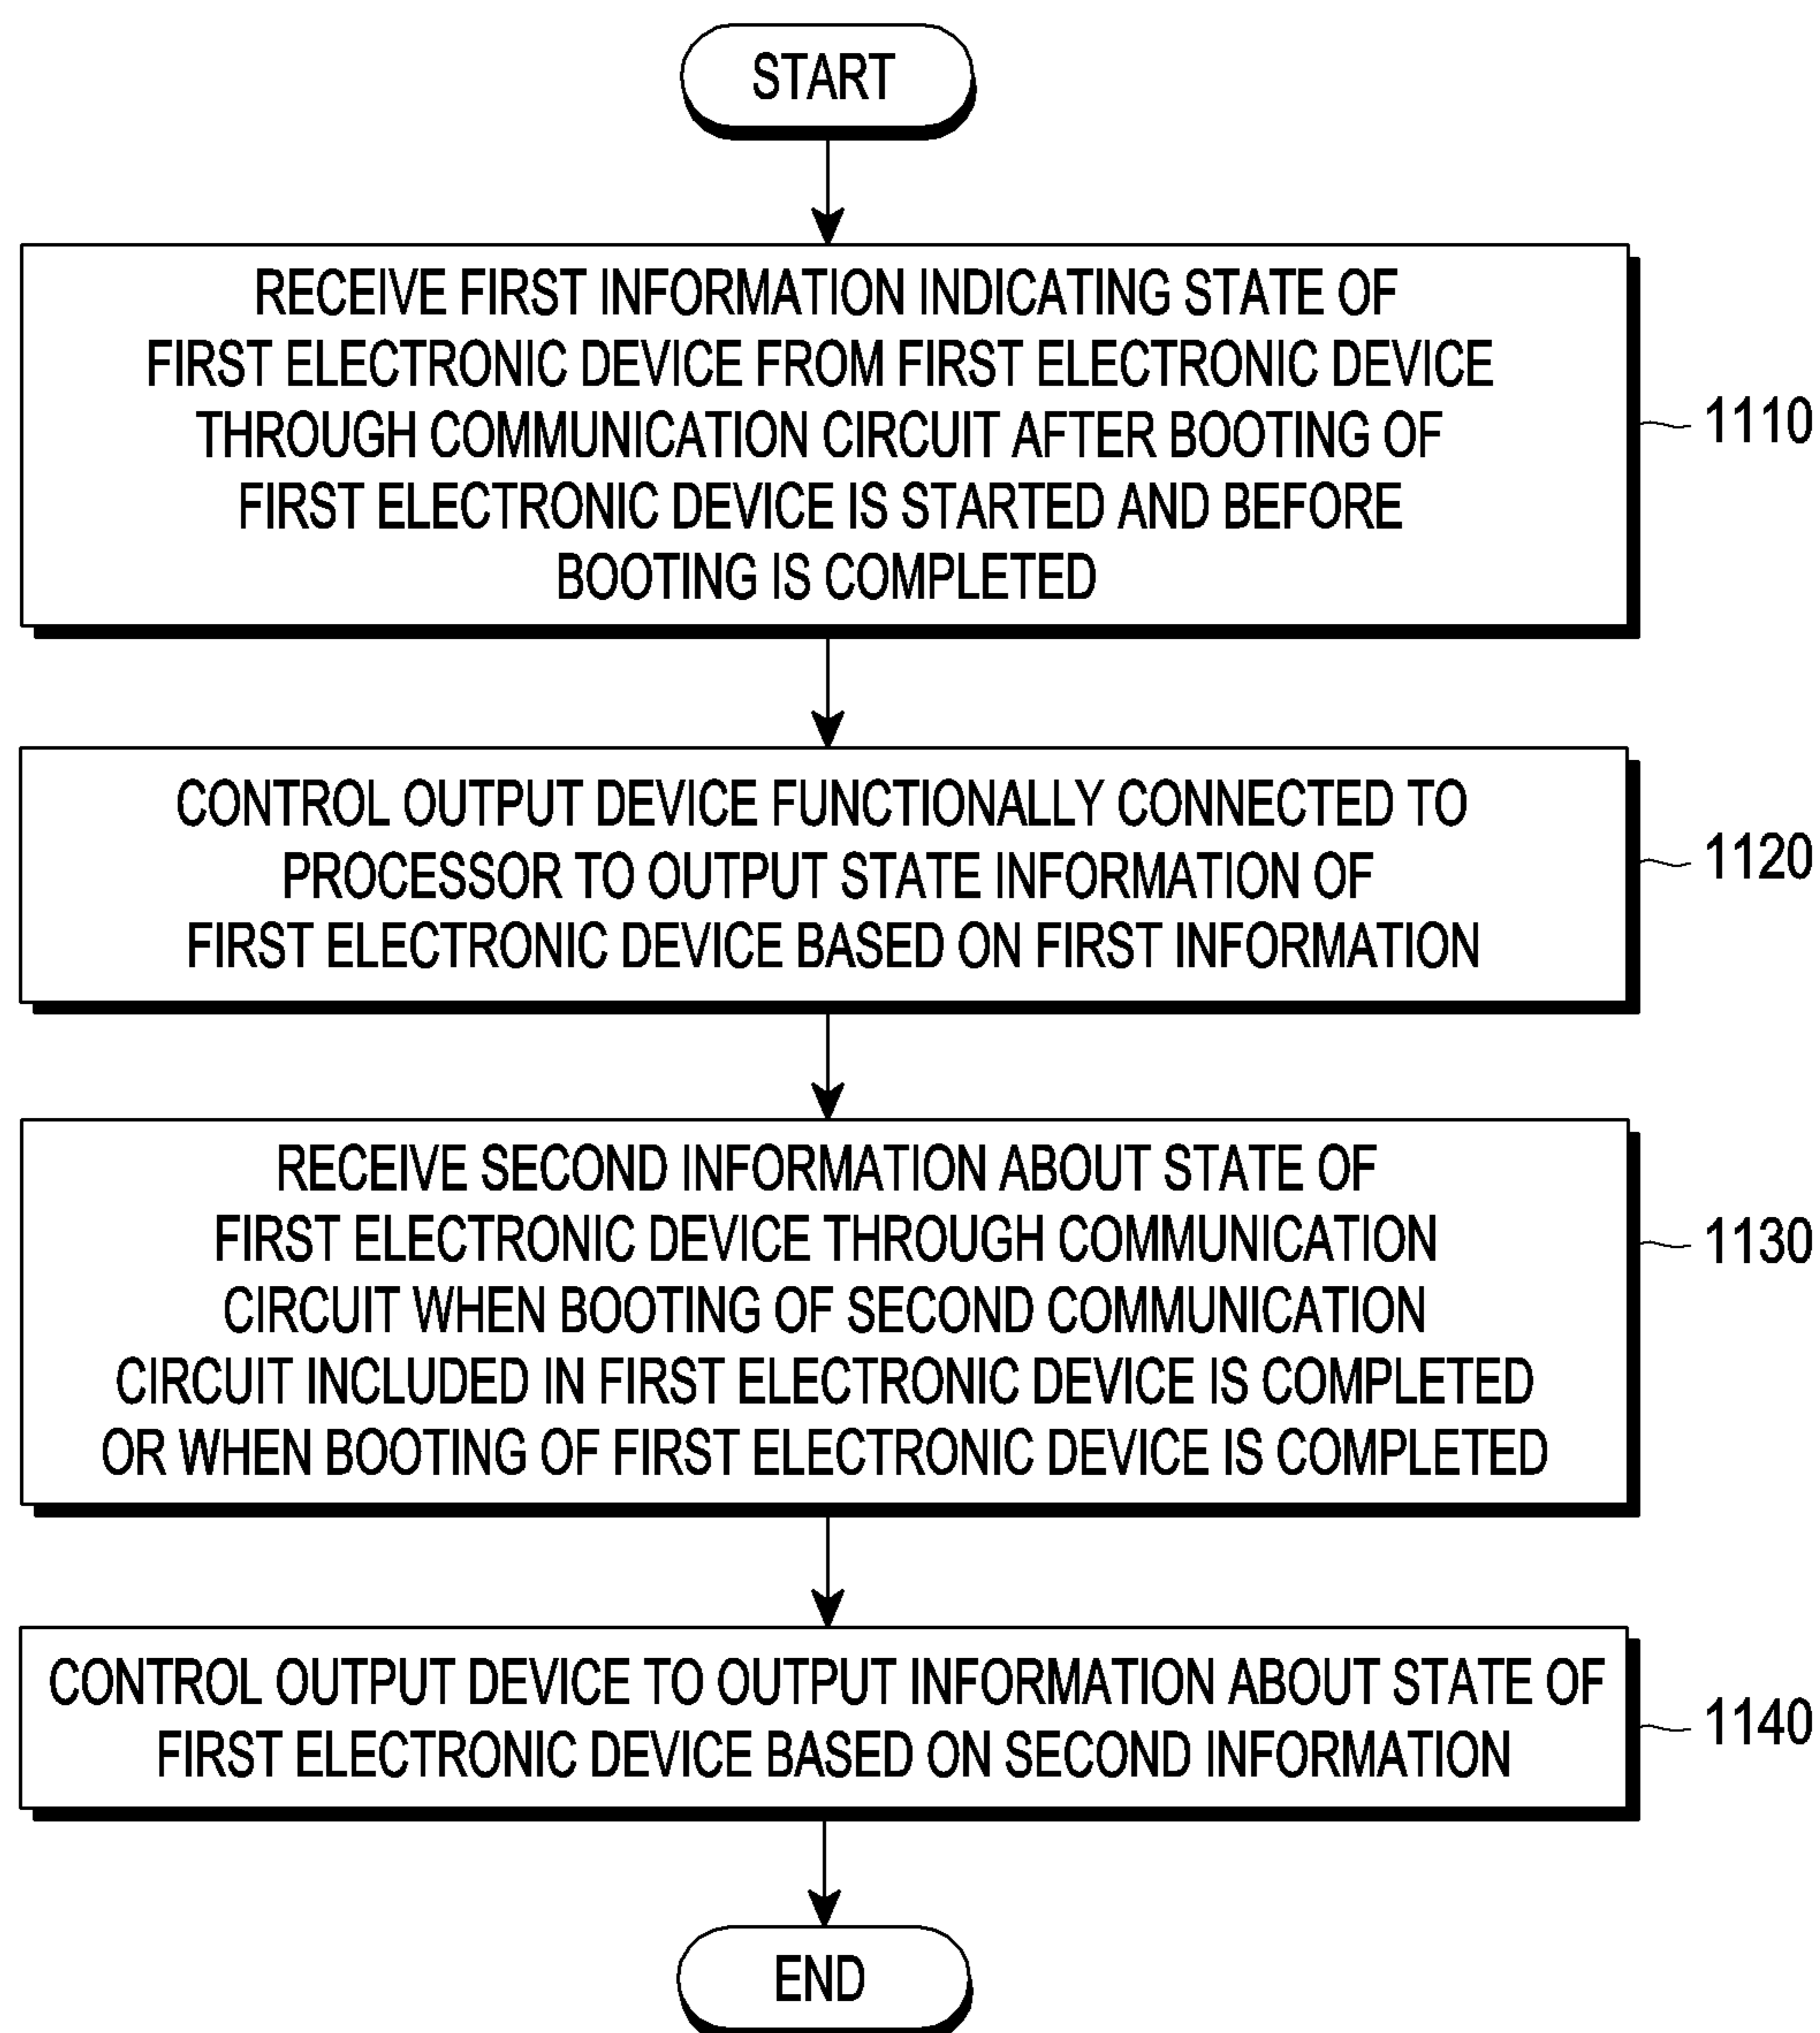 START
RECEIVE FIRST INFORMATION INDICATING STATE OF
FIRST ELECTRONIC DEVICE FROM FIRST ELECTRONIC DEVICE
THROUGH COMMUNICATION CIRCUIT AFTER BOOTING OF
FIRST ELECTRONIC DEVICE IS STARTED AND BEFORE
BOOTING IS COMPLETED
1110
CONTROL OUTPUT DEVICE FUNCTIONALLY CONNECTED TO
PROCESSOR TO OUTPUT STATE INFORMATION OF
FIRST ELECTRONIC DEVICE BASED ON FIRST INFORMATION
1120
RECEIVE SECOND INFORMATION ABOUT STATE OF
FIRST ELECTRONIC DEVICE THROUGH COMMUNICATION
CIRCUIT WHEN BOOTING OF SECOND COMMUNICATION
CIRCUIT INCLUDED IN FIRST ELECTRONIC DEVICE IS COMPLETED
OR WHEN BOOTING OF FIRST ELECTRONIC DEVICE IS COMPLETED
1130
CONTROL OUTPUT DEVICE TO OUTPUT INFORMATION ABOUT STATE OF
FIRST ELECTRONIC DEVICE BASED ON SECOND INFORMATION
1140
END